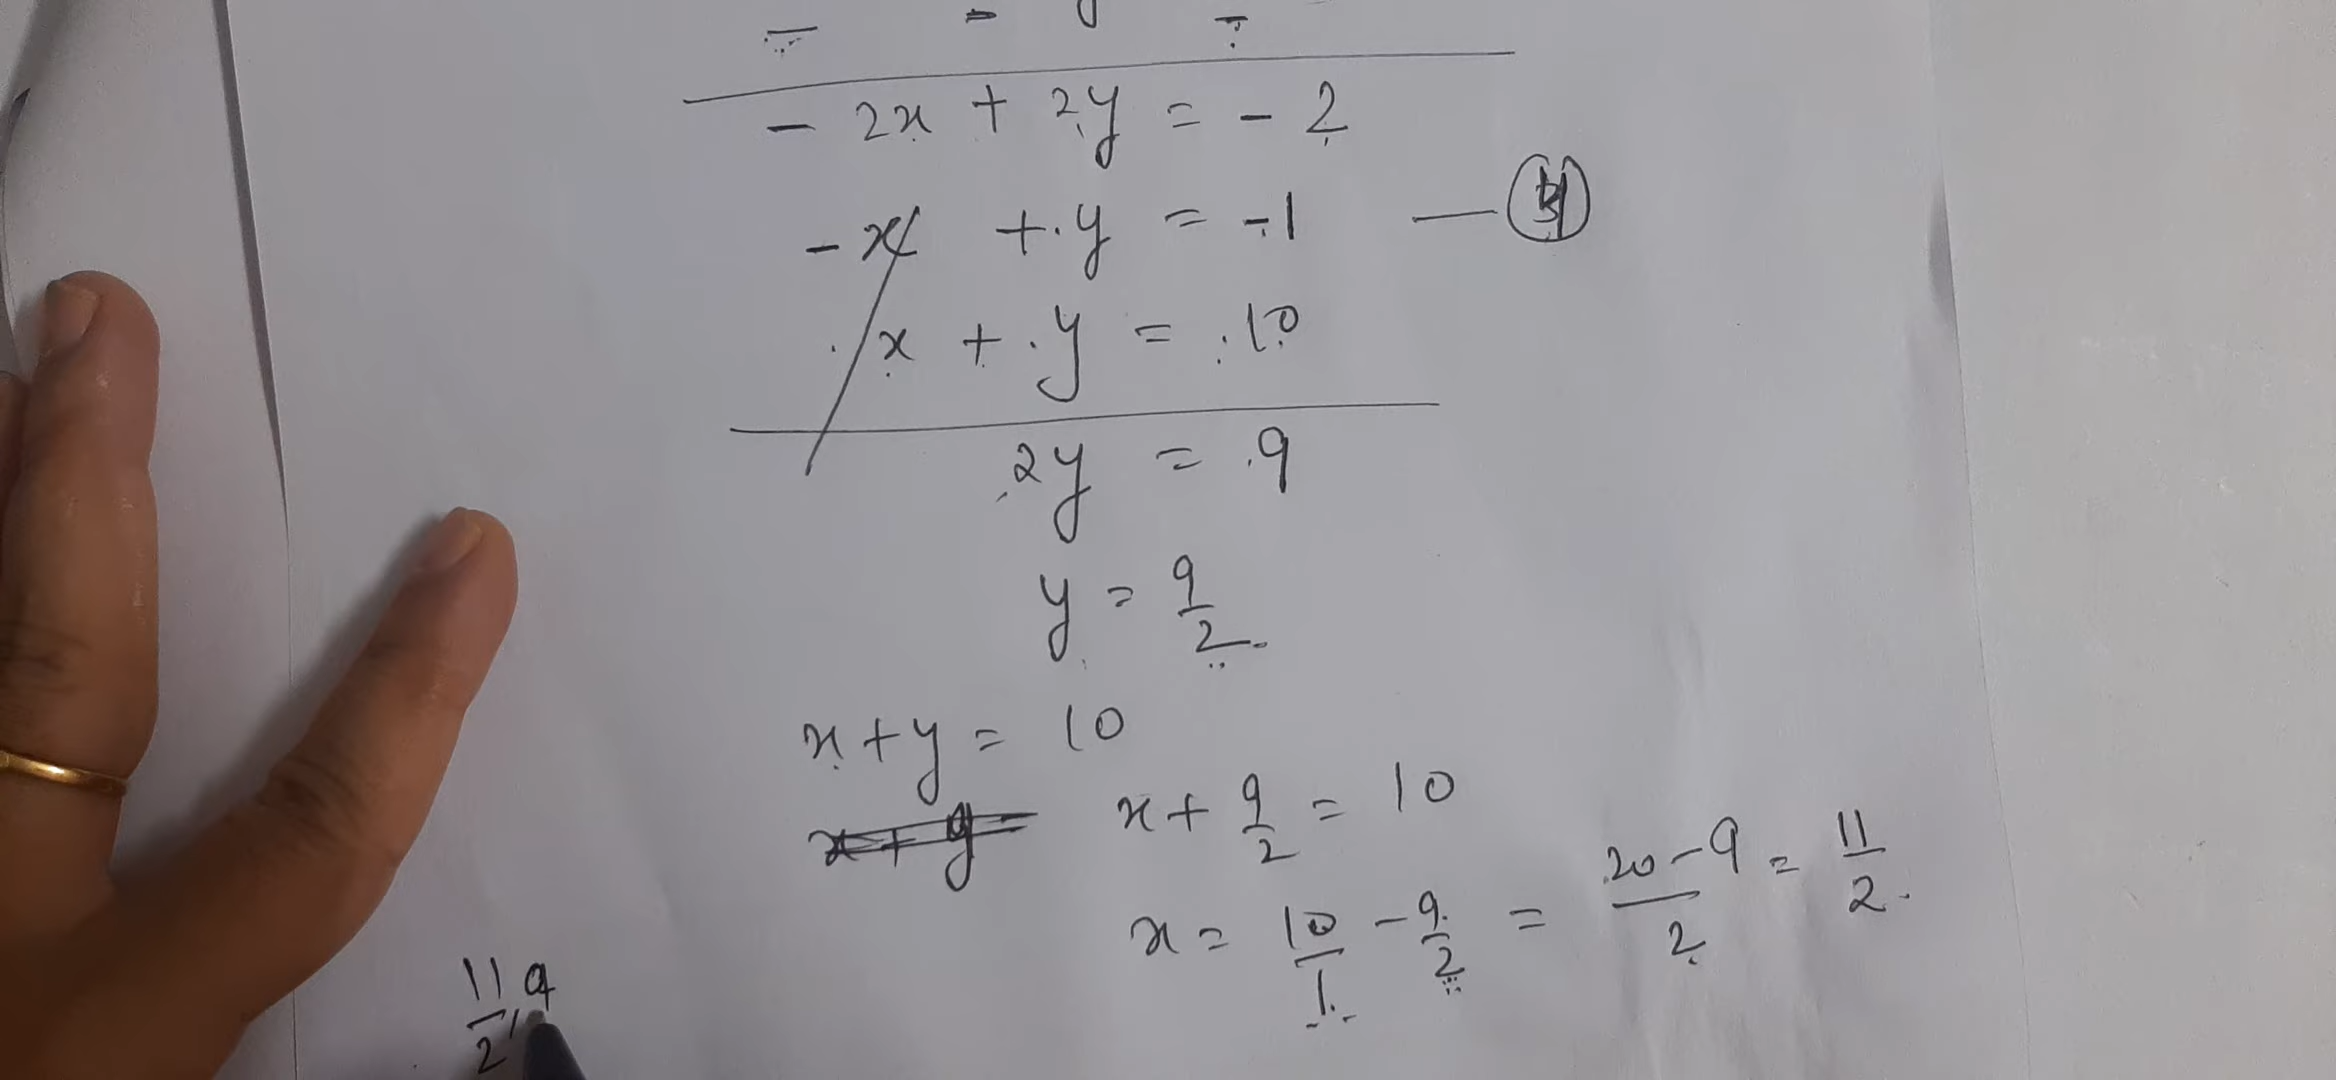 - 2x + 2y = - 2
- x + y = - 1 —
x + y = 10
2y = 9
y = 9/2
x + y = 10
x + y =
x + 9/2 = 10
x = 10/1 - 9/2 = 20 - 9/2 = 11/2
11/2, 9